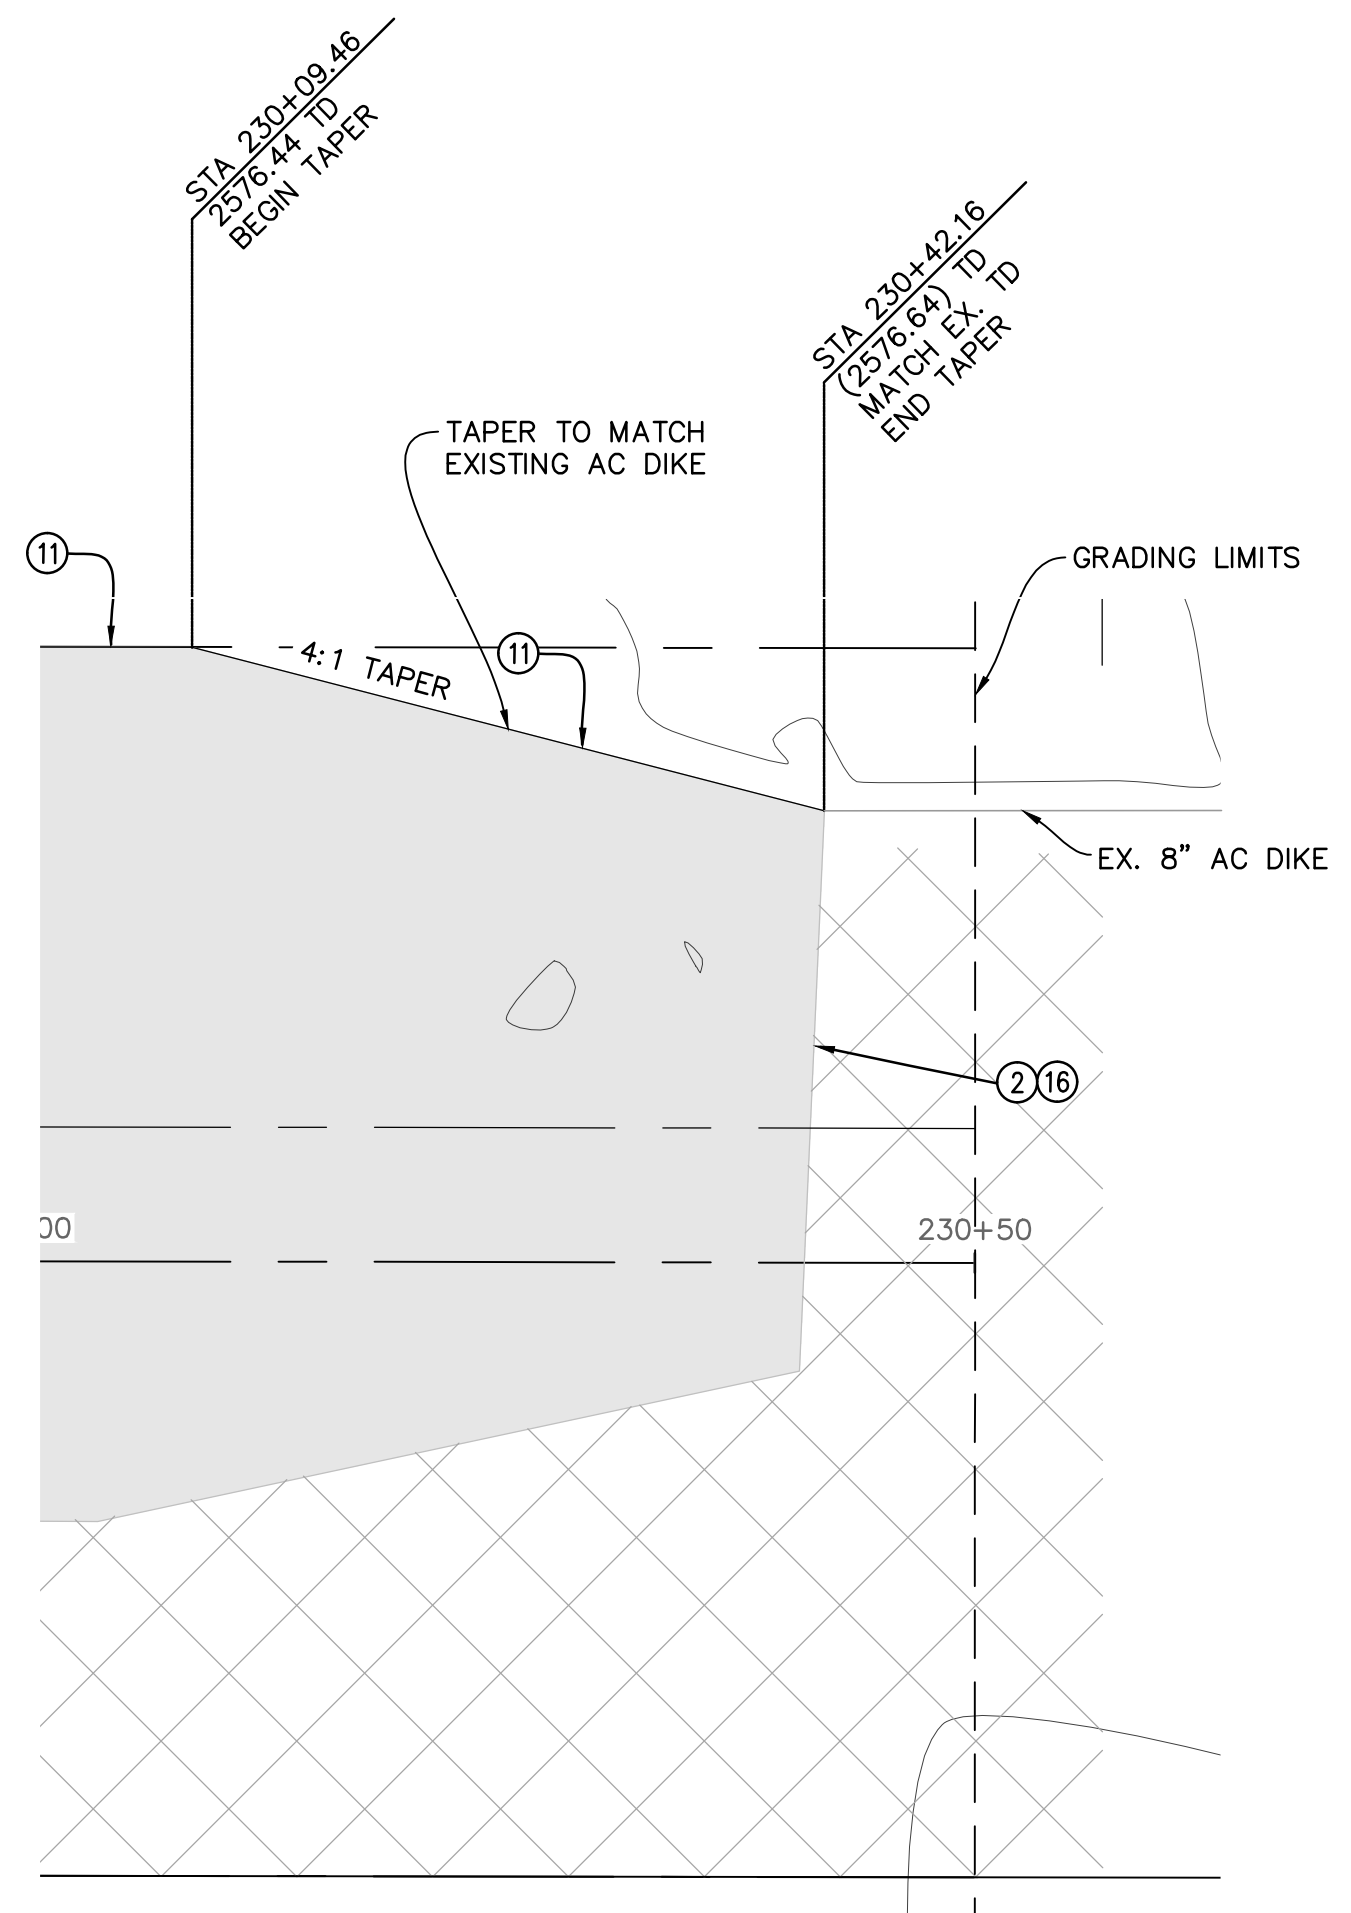 STA 230+09.46
2576.44 TD
BEGIN TAPER
STA 230+42.16
(2576.64) TD
MATCH EX. TD
END TAPER
TAPER TO MATCH
EXISTING AC DIKE
11
GRADING LIMITS
4:1 TAPER
11
EX. 8" AC DIKE
2 16
00
230+50